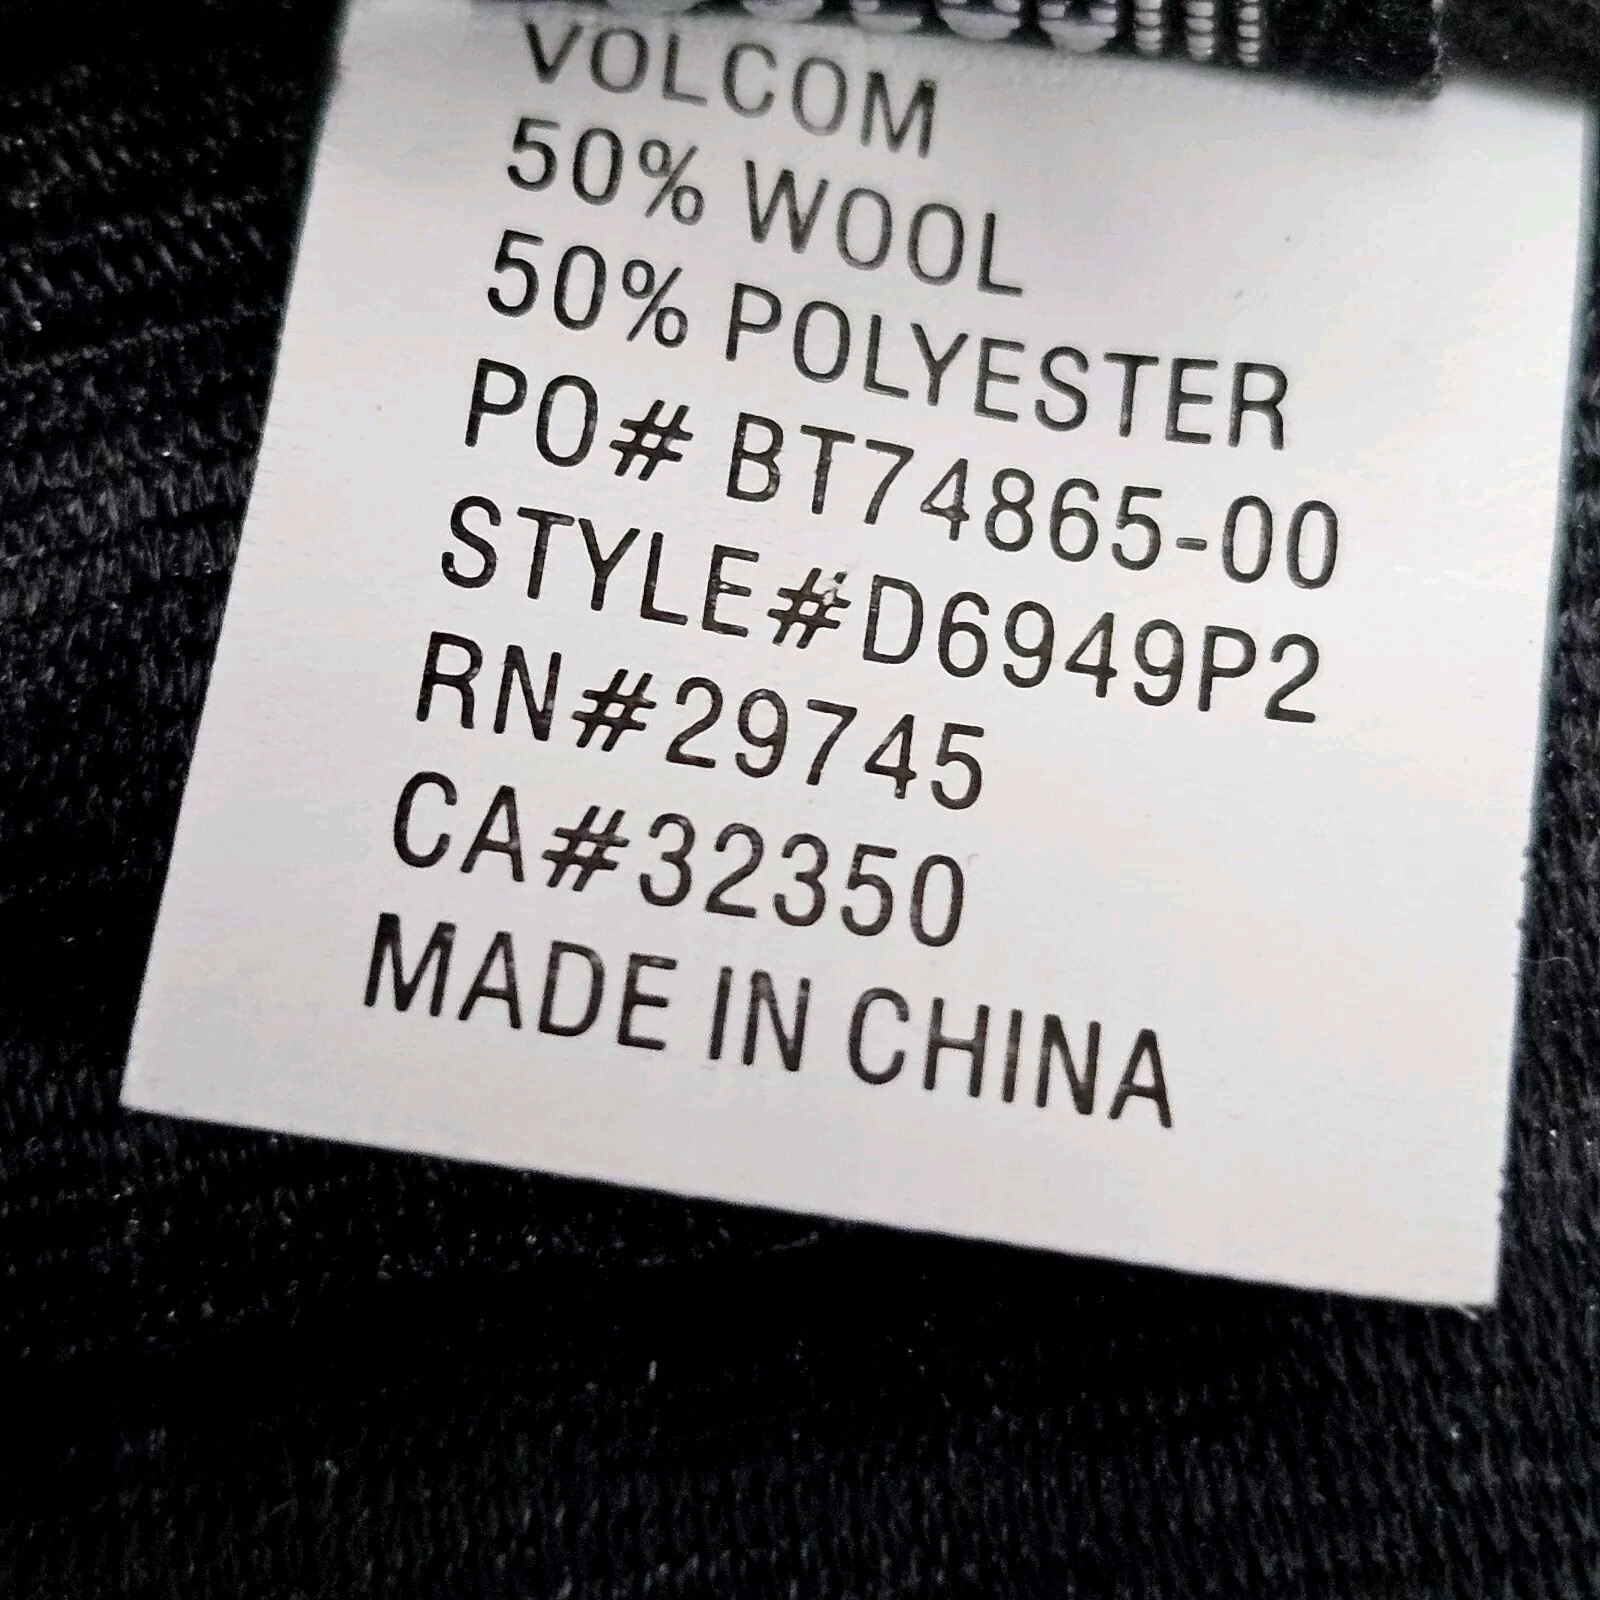 VOLCOM
50% WOOL
50% POLYESTER
PO# BT74865-00
STYLE#D6949P2
RN#29745
CA#32350
MADE IN CHINA